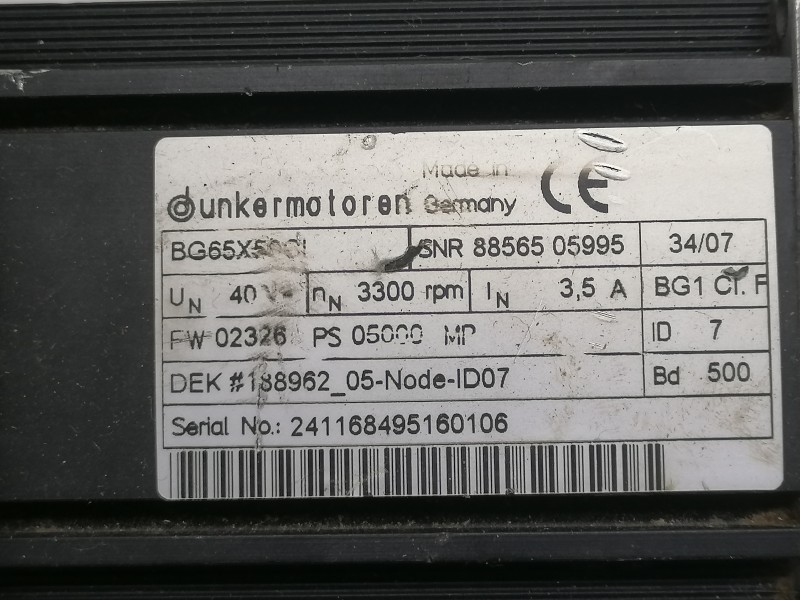 Made in
dunkermotoren Germany CE
SNR 88565 05995 34/07
U N 40 n N 3300 rpm I N 3,5 A BG1 Cl. F
FW 02326 PS 05000 MP ID 7
DEK #188962_05-Node-ID07 Bd 500
Serial No.: 241168495160106